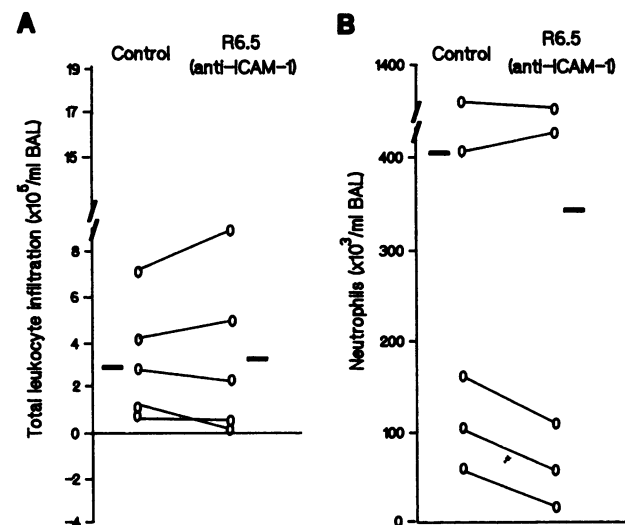 A
Control
R6.5
(anti-ICAM-1)
Total leukocyte infiltration (x10⁵/ml BAL)
19
17
15
8
6
4
2
0
-2
-4
B
Control
R6.5
(anti-ICAM-1)
Neutrophils (x10³/ml BAL)
1400
400
300
200
100
0